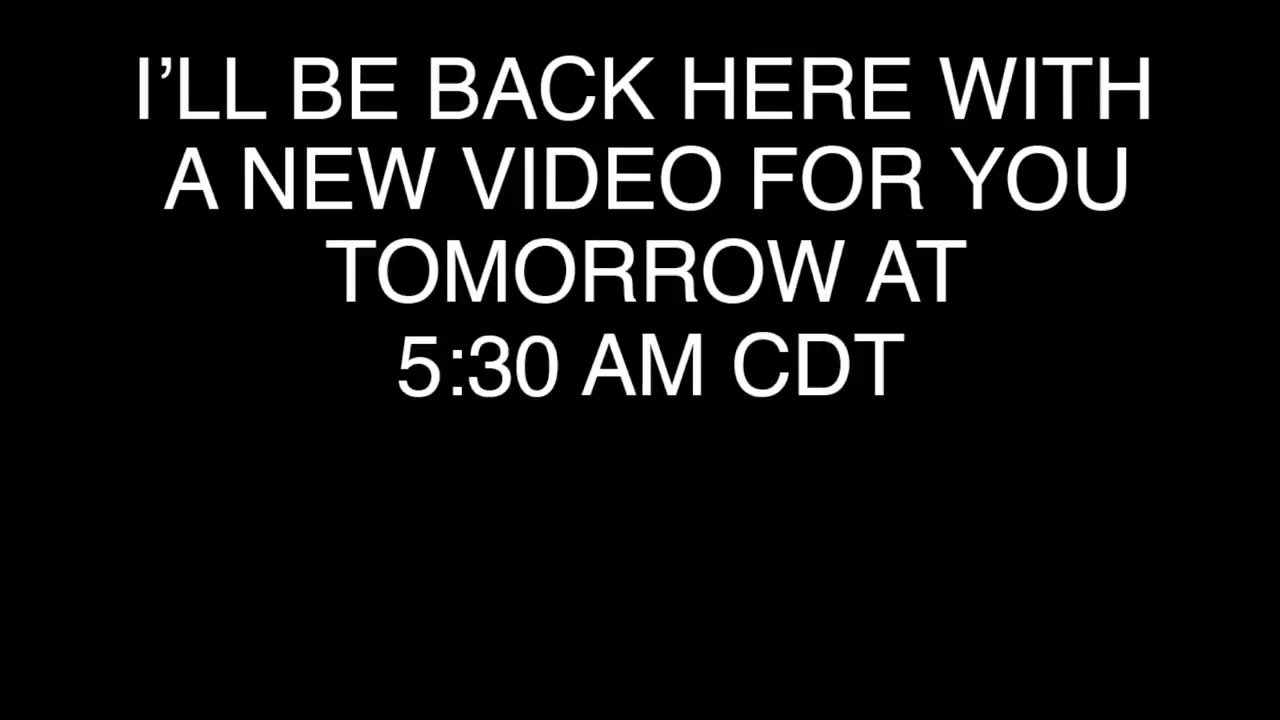 I’LL BE BACK HERE WITH
A NEW VIDEO FOR YOU
TOMORROW AT
5:30 AM CDT